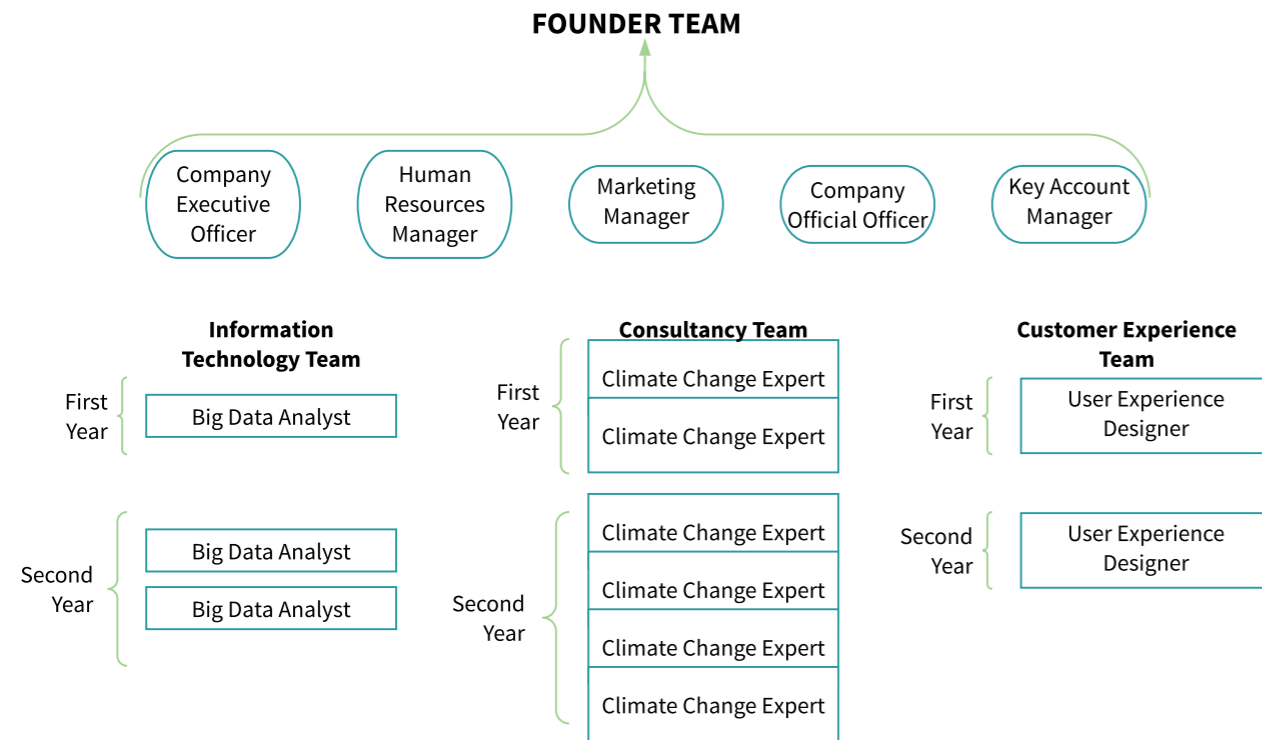 FOUNDER TEAM
Company
Executive
Officer
Human
Resources
Manager
Marketing
Manager
Company
Official Officer
Key Account
Manager
Information
Technology Team
First
Year
Big Data Analyst
Second
Year
Big Data Analyst
Big Data Analyst
Consultancy Team
First
Year
Climate Change Expert
Climate Change Expert
Second
Year
Climate Change Expert
Climate Change Expert
Climate Change Expert
Climate Change Expert
Customer Experience
Team
First
Year
User Experience
Designer
Second
Year
User Experience
Designer